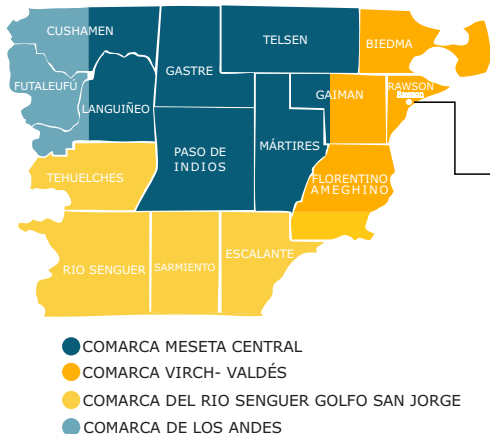 CUSHAMEN
TELSEN
BIEDMA
GASTRE
FUTALEUFÚ
LANGUIÑEO
GAIMAN
RAWSON
PASO DE
INDIOS
MÁRTIRES
TEHUELCHES
FLORENTINO
AMEGHINO
RIO SENGUER
SARMIENTO
ESCALANTE
COMARCA MESETA CENTRAL
COMARCA VIRCH- VALDÉS
COMARCA DEL RIO SENGUER GOLFO SAN JORGE
COMARCA DE LOS ANDES